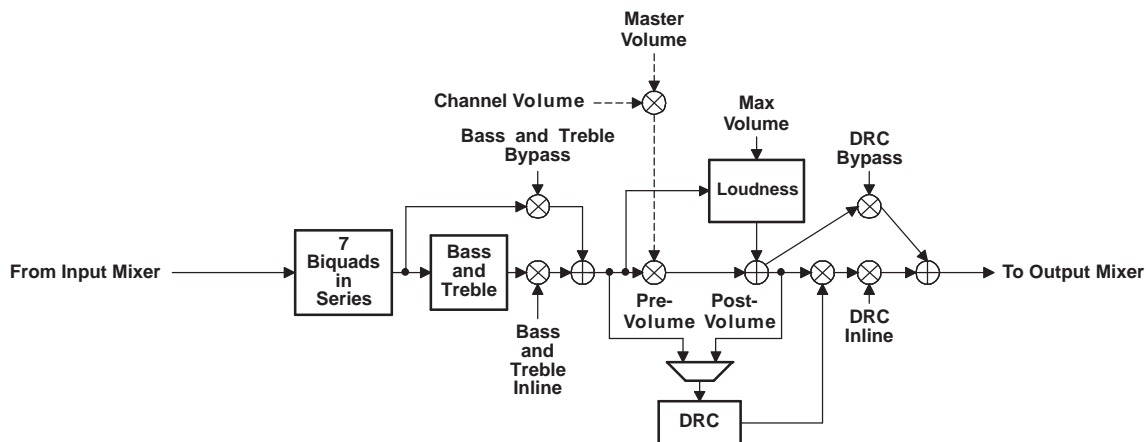 Master
Volume
Channel Volume
Max
Volume
Bass and Treble
Bypass
DRC
Bypass
Loudness
7
Biquads
in
Series
Bass
and
Treble
From Input Mixer
To Output Mixer
Pre-
Volume
Post-
Volume
DRC
Inline
Bass
and
Treble
Inline
DRC